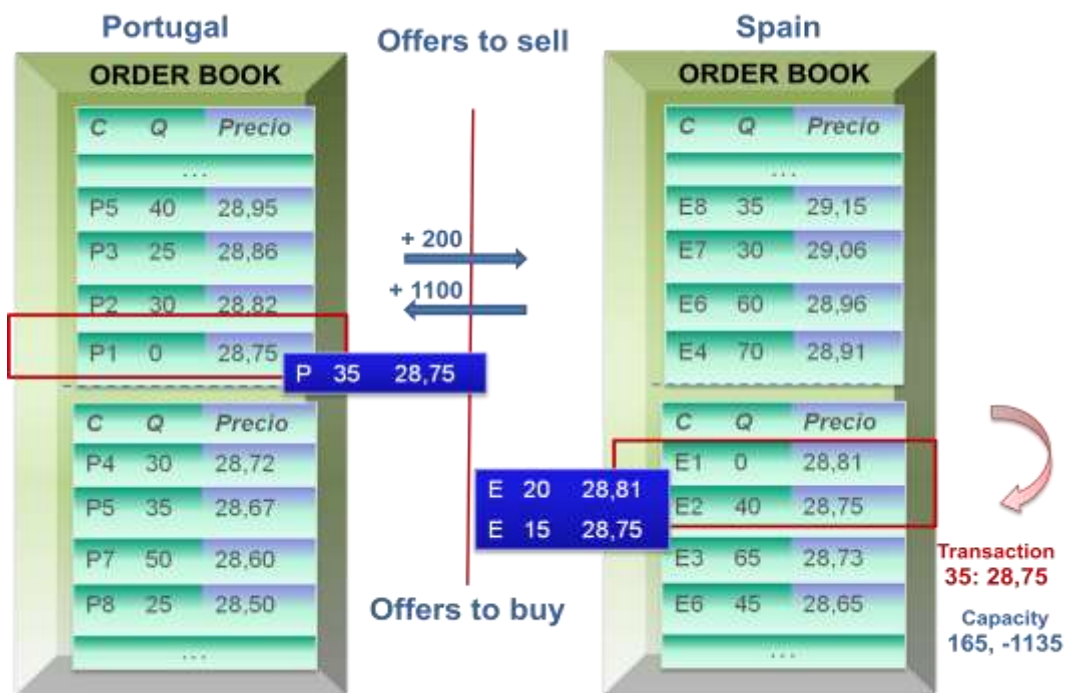 Portugal
Offers to sell
Spain
ORDER BOOK
C Q Precio
...
P5 40 28,95
P3 25 28,86
P2 30 28,82
P1 0 28,75
P 35 28,75
C Q Precio
P4 30 28,72
P5 35 28,67
P7 50 28,60
P8 25 28,50
...
+ 200
+ 1100
Offers to buy
ORDER BOOK
C Q Precio
...
E8 35 29,15
E7 30 29,06
E6 60 28,96
E4 70 28,91
C Q Precio
E1 0 28,81
E2 40 28,75
E3 65 28,73
E6 45 28,65
...
E 20 28,81
E 15 28,75
Transaction
35: 28,75
Capacity
165, -1135